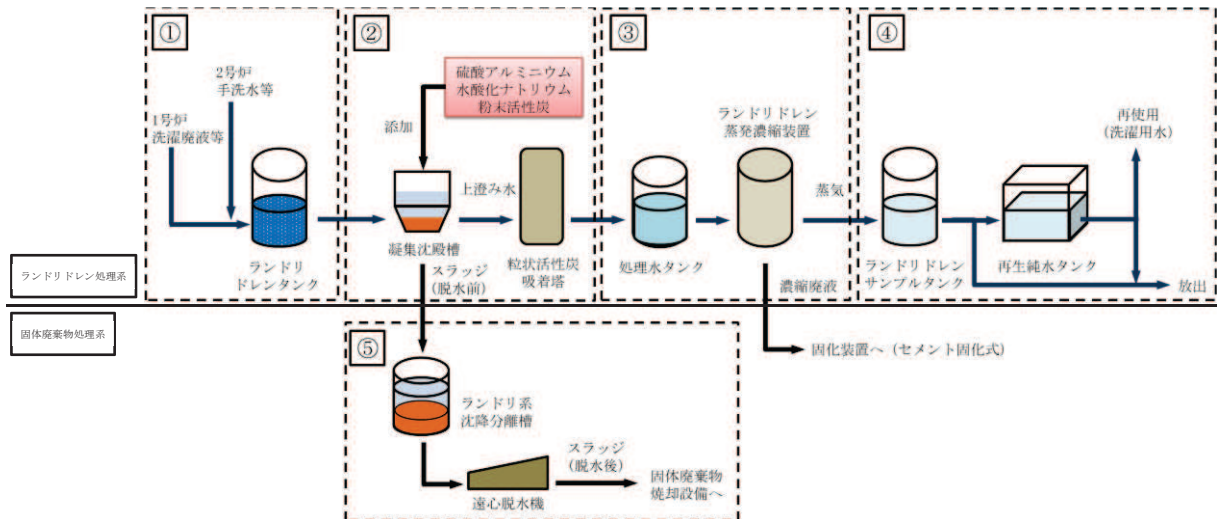 ①
2号炉
手洗水等
1号炉
洗濯廃液等
ランドリ
ドレンタンク
②
硫酸アルミニウム
水酸化ナトリウム
粉末活性炭
添加
上澄み水
凝集沈殿槽
スラッジ
(脱水前)
粒状活性炭
吸着塔
③
ランドリドレン
蒸発濃縮装置
処理水タンク
蒸気
濃縮廃液
④
再使用
(洗濯用水)
ランドリドレン
サンプルタンク
再生純水タンク
放出
ランドリドレン処理系
固体廃棄物処理系
固化装置へ (セメント固化式)
⑤
ランドリ系
沈降分離槽
遠心脱水機
スラッジ
(脱水後)
固体廃棄物
焼却設備へ